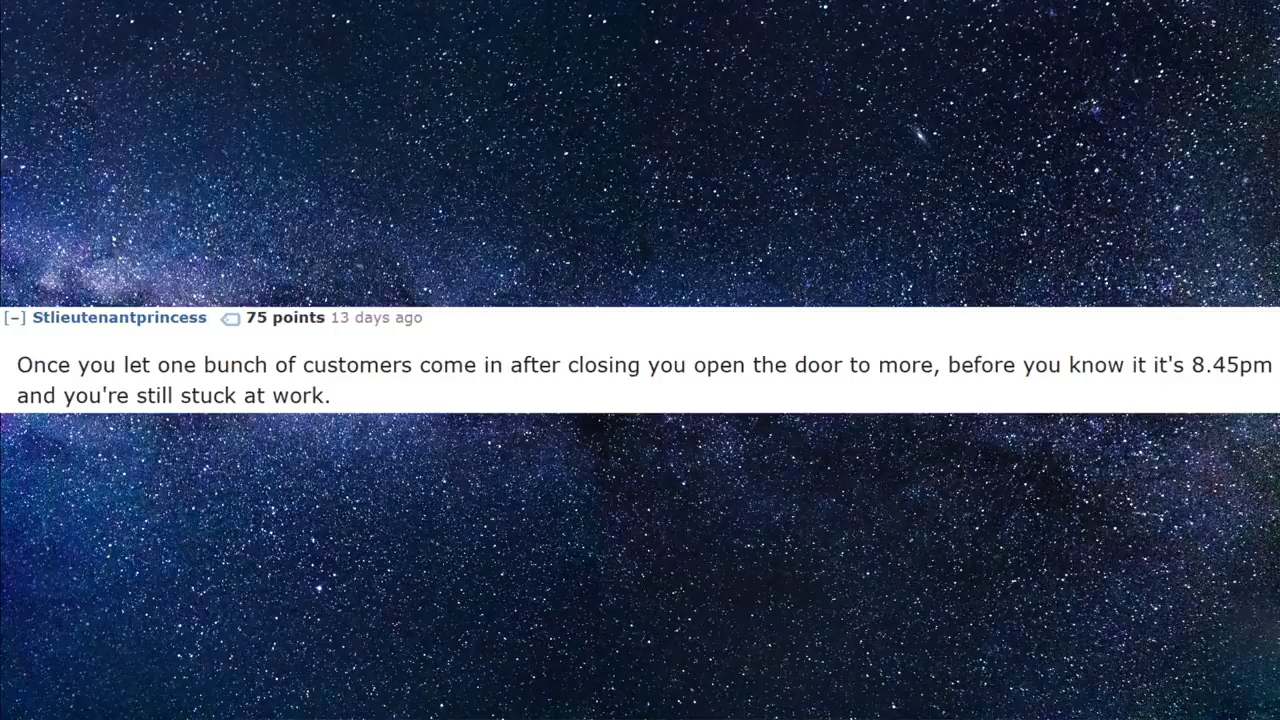 [–] Stlieutenantprincess 75 points 13 days ago
Once you let one bunch of customers come in after closing you open the door to more, before you know it it's 8.45pm
and you're still stuck at work.